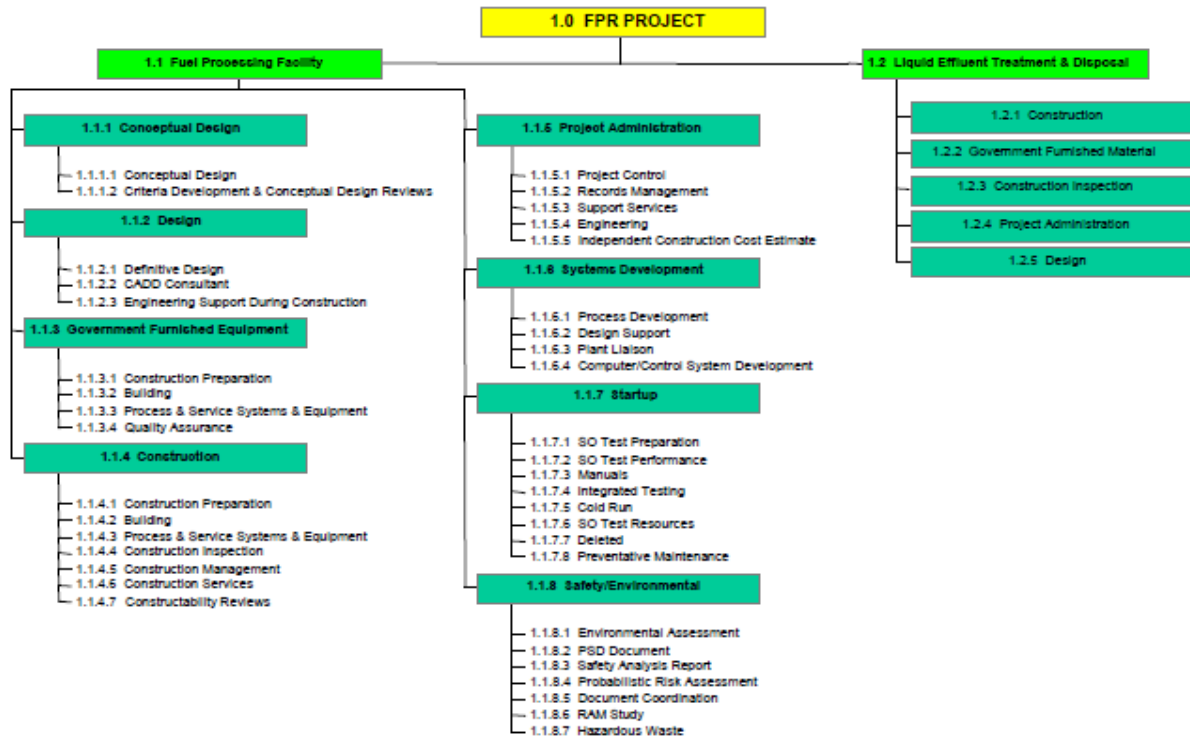 1.0 FPR PROJECT
1.1 Fuel Processing Facility
1.2 Liquid Effluent Treatment & Disposal
1.1.1 Conceptual Design
1.1.1.1 Conceptual Design
1.1.1.2 Criteria Development & Conceptual Design Reviews
1.1.2 Design
1.1.2.1 Definitive Design
1.1.2.2 CADD Consultant
1.1.2.3 Engineering Support During Construction
1.1.3 Government Furnished Equipment
1.1.3.1 Construction Preparation
1.1.3.2 Building
1.1.3.3 Process & Service Systems & Equipment
1.1.3.4 Quality Assurance
1.1.4 Construction
1.1.4.1 Construction Preparation
1.1.4.2 Building
1.1.4.3 Process & Service Systems & Equipment
1.1.4.4 Construction Inspection
1.1.4.5 Construction Management
1.1.4.6 Construction Services
1.1.4.7 Constructability Reviews
1.1.5 Project Administration
1.1.5.1 Project Control
1.1.5.2 Records Management
1.1.5.3 Support Services
1.1.5.4 Engineering
1.1.5.5 Independent Construction Cost Estimate
1.1.6 Systems Development
1.1.6.1 Process Development
1.1.6.2 Design Support
1.1.6.3 Plant Liaison
1.1.6.4 Computer/Control System Development
1.1.7 Startup
1.1.7.1 SO Test Preparation
1.1.7.2 SO Test Performance
1.1.7.3 Manuals
1.1.7.4 Integrated Testing
1.1.7.5 Cold Run
1.1.7.6 SO Test Resources
1.1.7.7 Deleted
1.1.7.8 Preventative Maintenance
1.1.8 Safety/Environmental
1.1.8.1 Environmental Assessment
1.1.8.2 PSD Document
1.1.8.3 Safety Analysis Report
1.1.8.4 Probabilistic Risk Assessment
1.1.8.5 Document Coordination
1.1.8.6 RAM Study
1.1.8.7 Hazardous Waste
1.2.1 Construction
1.2.2 Government Furnished Material
1.2.3 Construction Inspection
1.2.4 Project Administration
1.2.5 Design